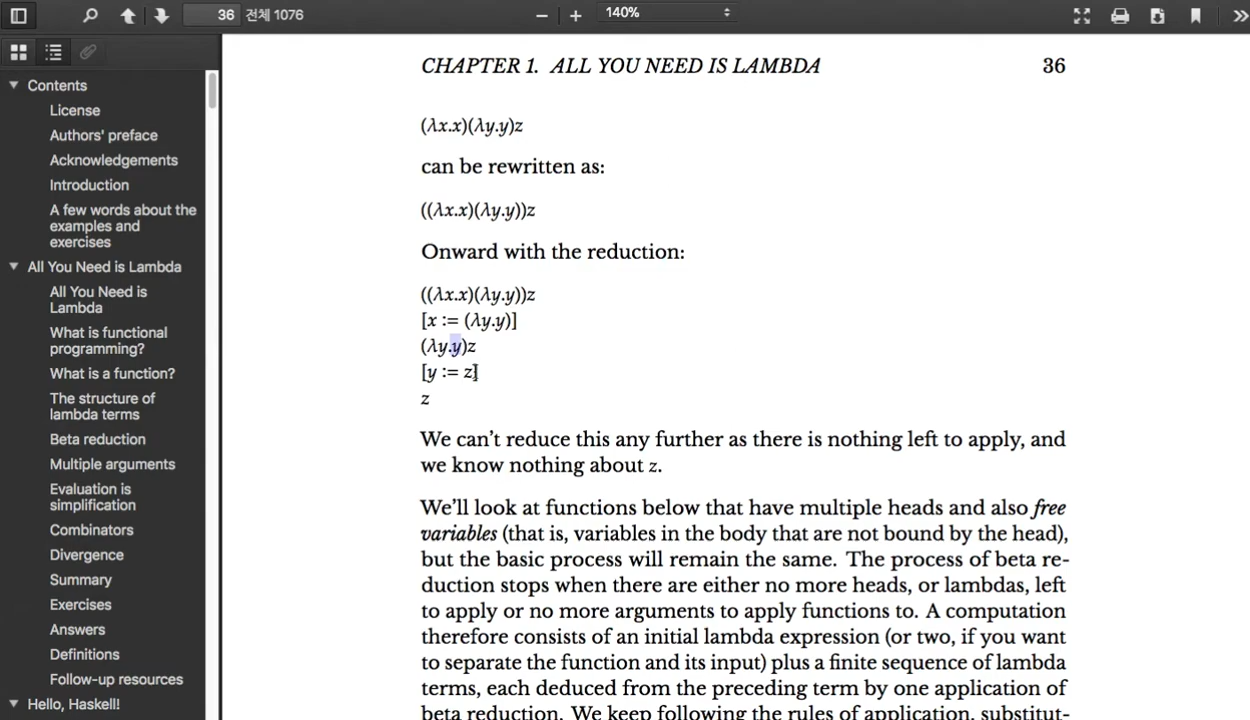 36 전체 1076
140%
Contents
License
Authors' preface
Acknowledgements
Introduction
A few words about the
examples and
exercises
All You Need is Lambda
All You Need is
Lambda
What is functional
programming?
What is a function?
The structure of
lambda terms
Beta reduction
Multiple arguments
Evaluation is
simplification
Combinators
Divergence
Summary
Exercises
Answers
Definitions
Follow-up resources
Hello, Haskell!
CHAPTER 1. ALL YOU NEED IS LAMBDA 36
(λx.x)(λy.y)z
can be rewritten as:
((λx.x)(λy.y))z
Onward with the reduction:
((λx.x)(λy.y))z
[x := (λy.y)]
(λy.y)z
[y := z]
z
We can’t reduce this any further as there is nothing left to apply, and
we know nothing about z.
We’ll look at functions below that have multiple heads and also free
variables (that is, variables in the body that are not bound by the head),
but the basic process will remain the same. The process of beta re-
duction stops when there are either no more heads, or lambdas, left
to apply or no more arguments to apply functions to. A computation
therefore consists of an initial lambda expression (or two, if you want
to separate the function and its input) plus a finite sequence of lambda
terms, each deduced from the preceding term by one application of
beta reduction. We keep following the rules of application, substitut-